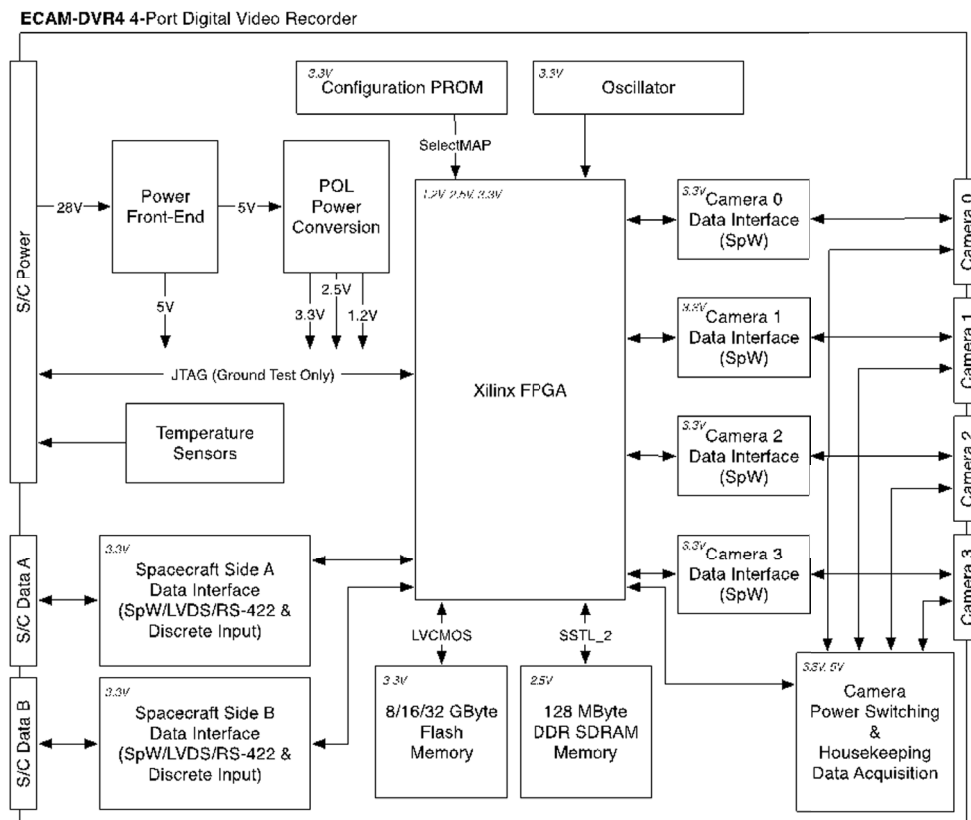 ECAM-DVR4 4-Port Digital Video Recorder
3.3V
Configuration PROM
3.3V
Oscillator
SelectMAP
S/C Power
28V
Power
Front-End
5V
POL
Power
Conversion
5V
3.3V
2.5V
1.2V
JTAG (Ground Test Only)
Temperature
Sensors
1.2V, 2.5V, 3.3V
Xilinx FPGA
3.3V
Camera 0
Data Interface
(SpW)
Camera 0
3.3V
Camera 1
Data Interface
(SpW)
Camera 1
3.3V
Camera 2
Data Interface
(SpW)
Camera 2
3.3V
Camera 3
Data Interface
(SpW)
Camera 3
S/C Data A
3.3V
Spacecraft Side A
Data Interface
(SpW/LVDS/RS-422 &
Discrete Input)
S/C Data B
3.3V
Spacecraft Side B
Data Interface
(SpW/LVDS/RS-422 &
Discrete Input)
LVCMOS
3.3V
8/16/32 GByte
Flash
Memory
SSTL_2
2.5V
128 MByte
DDR SDRAM
Memory
3.3V, 5V
Camera
Power Switching
&
Housekeeping
Data Acquisition